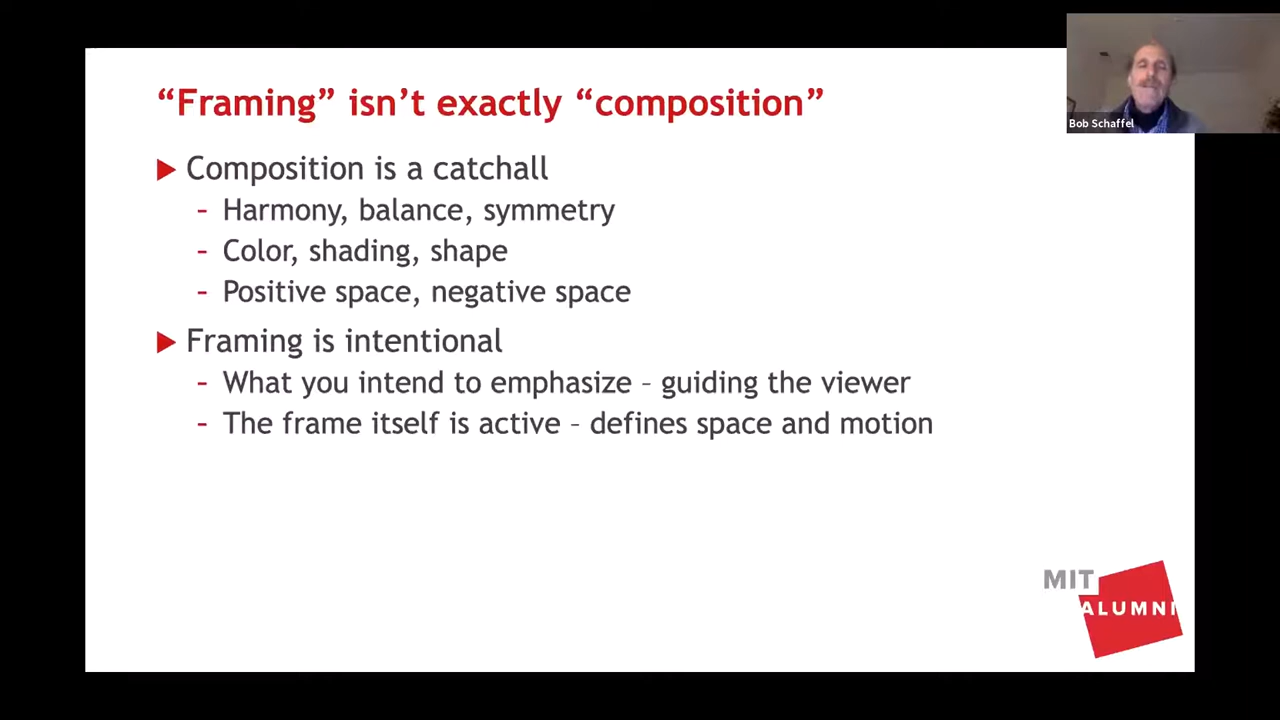 “Framing” isn’t exactly “composition”
Composition is a catchall
- Harmony, balance, symmetry
- Color, shading, shape
- Positive space, negative space
Framing is intentional
- What you intend to emphasize – guiding the viewer
- The frame itself is active – defines space and motion
Bob Schaffel
MIT
ALUMNI